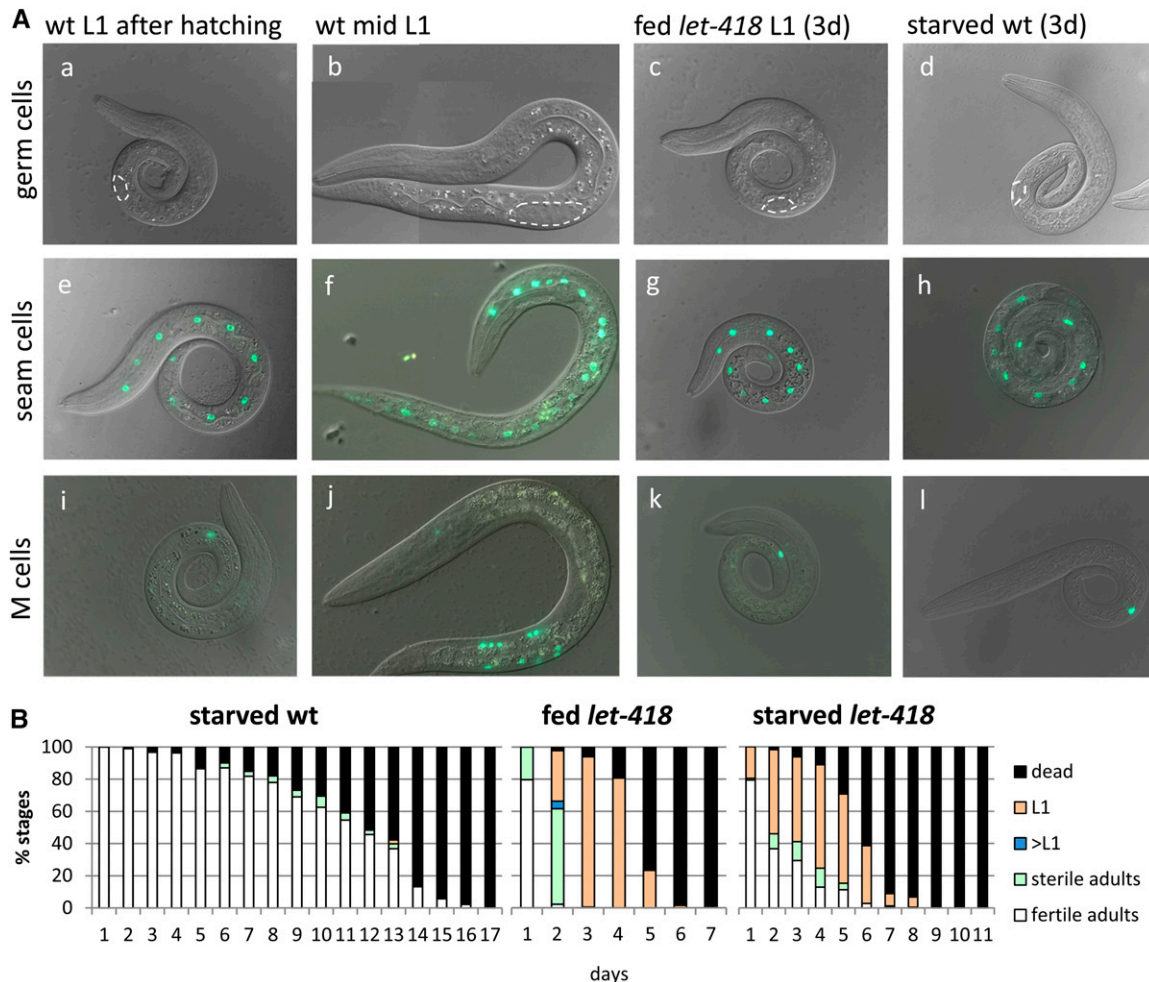 A
wt L1 after hatching
wt mid L1
fed let-418 L1 (3d)
starved wt (3d)
germ cells
a
b
c
d
seam cells
e
f
g
h
M cells
i
j
k
l
B
starved wt
fed let-418
starved let-418
% stages
100
80
60
40
20
0
1 2 3 4 5 6 7 8 9 10 11 12 13 14 15 16 17
1 2 3 4 5 6 7
1 2 3 4 5 6 7 8 9 10 11
days
dead
L1
>L1
sterile adults
fertile adults